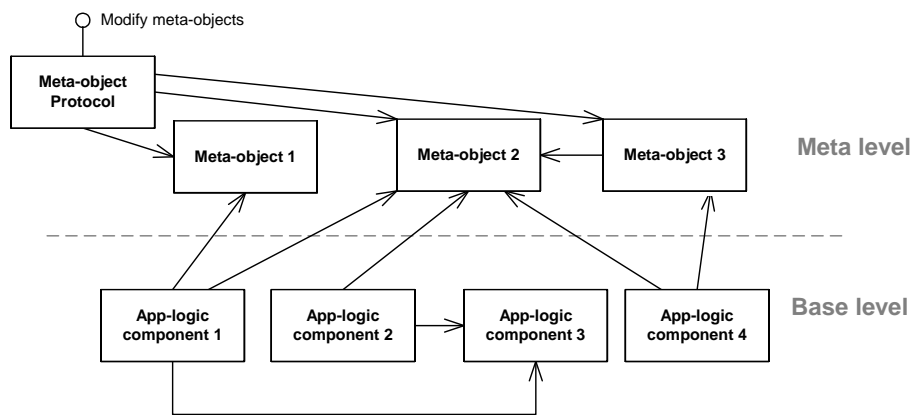 Modify meta-objects
Meta-object
Protocol
Meta-object 1
Meta-object 2
Meta-object 3
Meta level
App-logic
component 1
App-logic
component 2
App-logic
component 3
App-logic
component 4
Base level